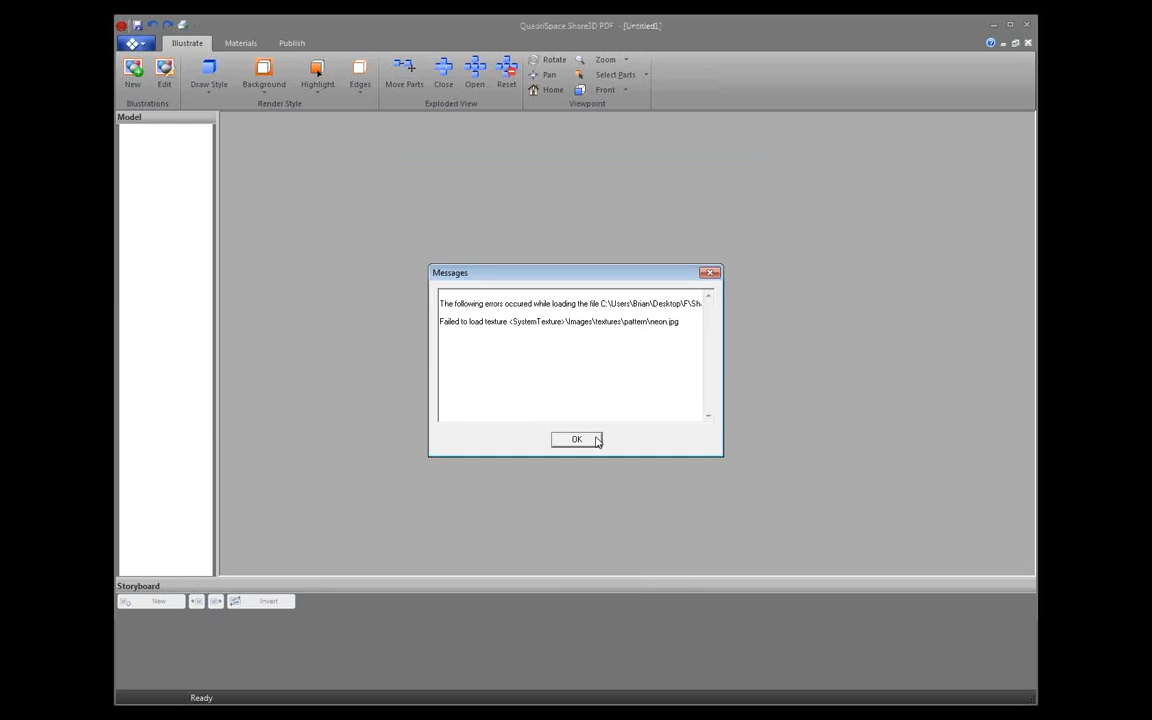 QuadriSpace Share3D PDF - [Untitled1]
Illustrate Materials Publish
New Edit Draw Style Background Highlight Edges Move Parts Close Open Reset
Rotate Zoom
Pan Select Parts
Home Front
Illustrations Render Style Exploded View Viewpoint
Model
Messages
The following errors occured while loading the file C:\Users\Brian\Desktop\F\Sh
Failed to load texture <SystemTexture>\Images\textures\pattern\neon.jpg
OK
Storyboard
New Invert
Ready